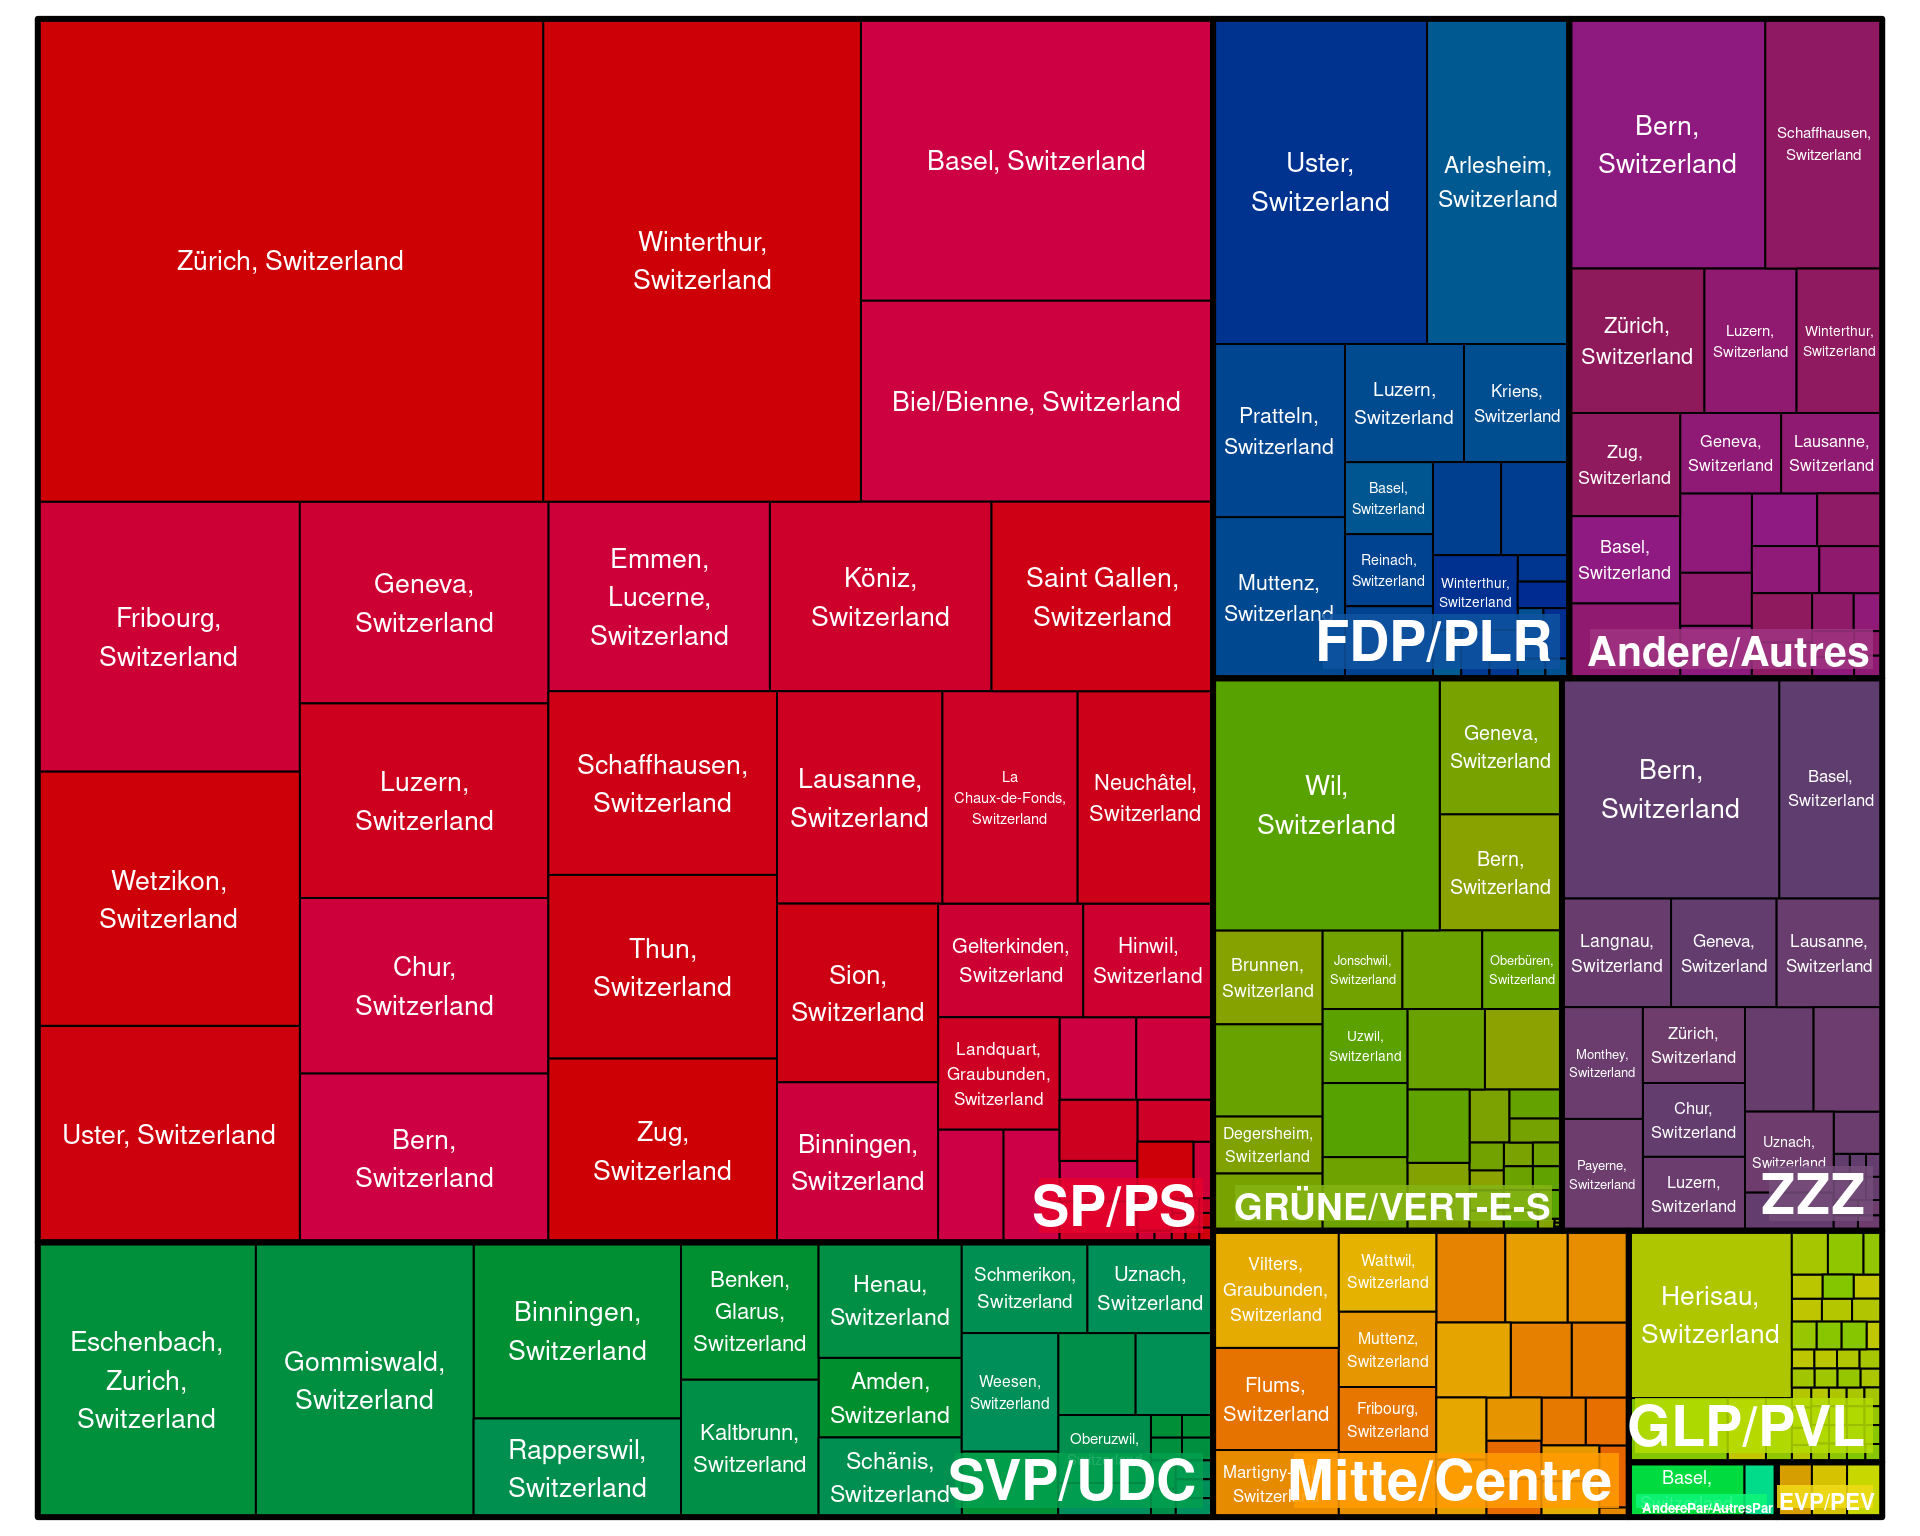 Zürich, Switzerland
Winterthur,
Switzerland
Basel, Switzerland
Biel/Bienne, Switzerland
Fribourg,
Switzerland
Geneva,
Switzerland
Emmen,
Lucerne,
Switzerland
Köniz,
Switzerland
Saint Gallen,
Switzerland
Wetzikon,
Switzerland
Luzern,
Switzerland
Schaffhausen,
Switzerland
Lausanne,
Switzerland
La
Chaux-de-Fonds,
Switzerland
Neuchâtel,
Switzerland
Chur,
Switzerland
Thun,
Switzerland
Sion,
Switzerland
Gelterkinden,
Switzerland
Hinwil,
Switzerland
Landquart,
Graubunden,
Switzerland
Uster, Switzerland
Bern,
Switzerland
Zug,
Switzerland
Binningen,
Switzerland
SP/PS
Eschenbach,
Zurich,
Switzerland
Gommiswald,
Switzerland
Binningen,
Switzerland
Rapperswil,
Switzerland
Benken,
Glarus,
Switzerland
Kaltbrunn,
Switzerland
Henau,
Switzerland
Amden,
Switzerland
Schänis,
Switzerland
Schmerikon,
Switzerland
Uznach,
Switzerland
Weesen,
Switzerland
Oberuzwil,
SVP/UDC
Uster,
Switzerland
Arlesheim,
Switzerland
Pratteln,
Switzerland
Luzern,
Switzerland
Kriens,
Switzerland
Basel,
Switzerland
Reinach,
Switzerland
Winterthur,
Switzerland
Muttenz,
Switzerland
FDP/PLR
Bern,
Switzerland
Schaffhausen,
Switzerland
Zürich,
Switzerland
Luzern,
Switzerland
Winterthur,
Switzerland
Zug,
Switzerland
Geneva,
Switzerland
Lausanne,
Switzerland
Basel,
Switzerland
Andere/Autres
Wil,
Switzerland
Geneva,
Switzerland
Bern,
Switzerland
Brunnen,
Switzerland
Jonschwil,
Switzerland
Oberbüren,
Switzerland
Uzwil,
Switzerland
Degersheim,
Switzerland
GRÜNE/VERT-E-S
Bern,
Switzerland
Basel,
Switzerland
Langnau,
Switzerland
Geneva,
Switzerland
Lausanne,
Switzerland
Monthey,
Switzerland
Zürich,
Switzerland
Chur,
Switzerland
Payerne,
Switzerland
Luzern,
Switzerland
Uznach,
Switzerland
ZZZ
Vilters,
Graubunden,
Switzerland
Wattwil,
Switzerland
Muttenz,
Switzerland
Flums,
Switzerland
Fribourg,
Switzerland
Mitte/Centre
Herisau,
Switzerland
GLP/PVL
Basel,
AnderePar/AutresPar
EVP/PEV